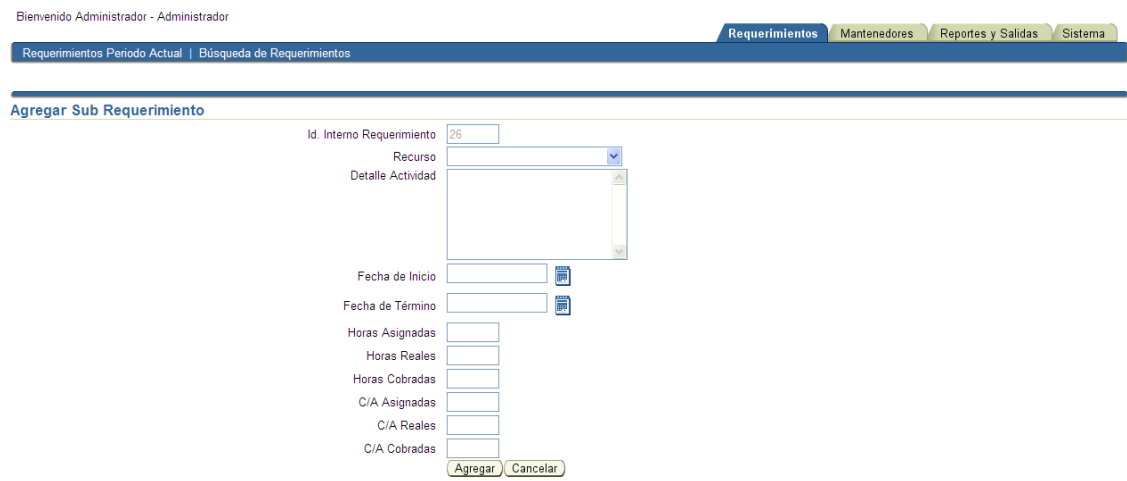 Bienvenido Administrador - Administrador
Requerimientos Mantenedores Reportes y Salidas Sistema
Requerimientos Periodo Actual | Búsqueda de Requerimientos
Agregar Sub Requerimiento
Id. Interno Requerimiento 26
Recurso
Detalle Actividad
Fecha de Inicio
Fecha de Término
Horas Asignadas
Horas Reales
Horas Cobradas
C/A Asignadas
C/A Reales
C/A Cobradas
Agregar Cancelar